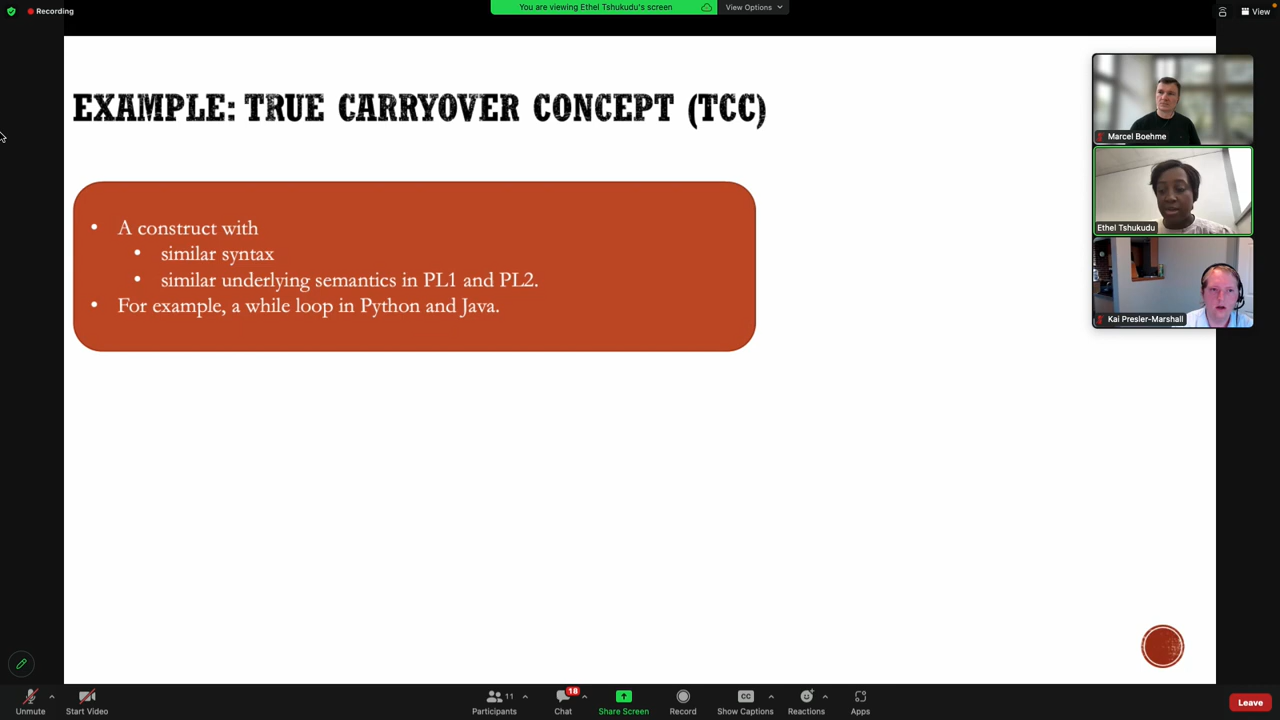 Recording
You are viewing Ethel Tshukudu's screen
View Options
View
EXAMPLE: TRUE CARRYOVER CONCEPT (TCC)
• A construct with
• similar syntax
• similar underlying semantics in PL1 and PL2.
• For example, a while loop in Python and Java.
Marcel Boehme
Ethel Tshukudu
Kai Presler-Marshall
Unmute
Start Video
11
Participants
18
Chat
Share Screen
Record
CC
Show Captions
Reactions
Apps
Leave